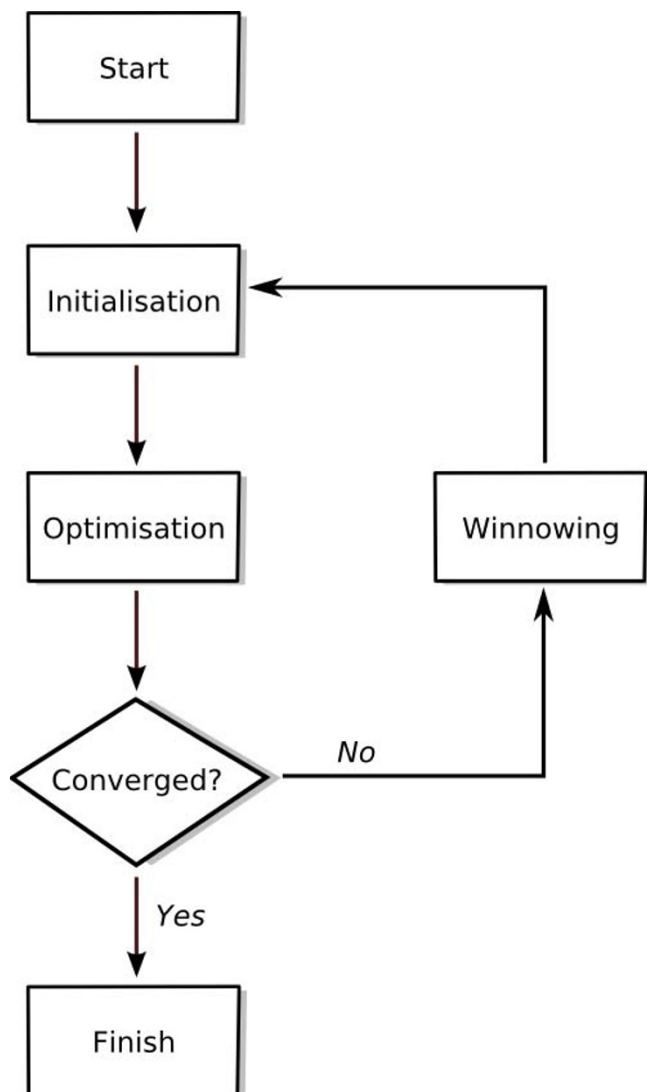 Start
Initialisation
Optimisation
Winnowing
Converged?
No
Yes
Finish